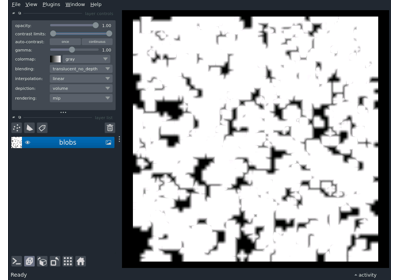 File View Plugins Window Help
opacity: 1.00
contrast limits:
auto-contrast: once continuous
gamma: 1.00
colormap: gray
blending: translucent_no_depth
interpolation: linear
depiction: volume
rendering: mip
blobs
Ready
activity